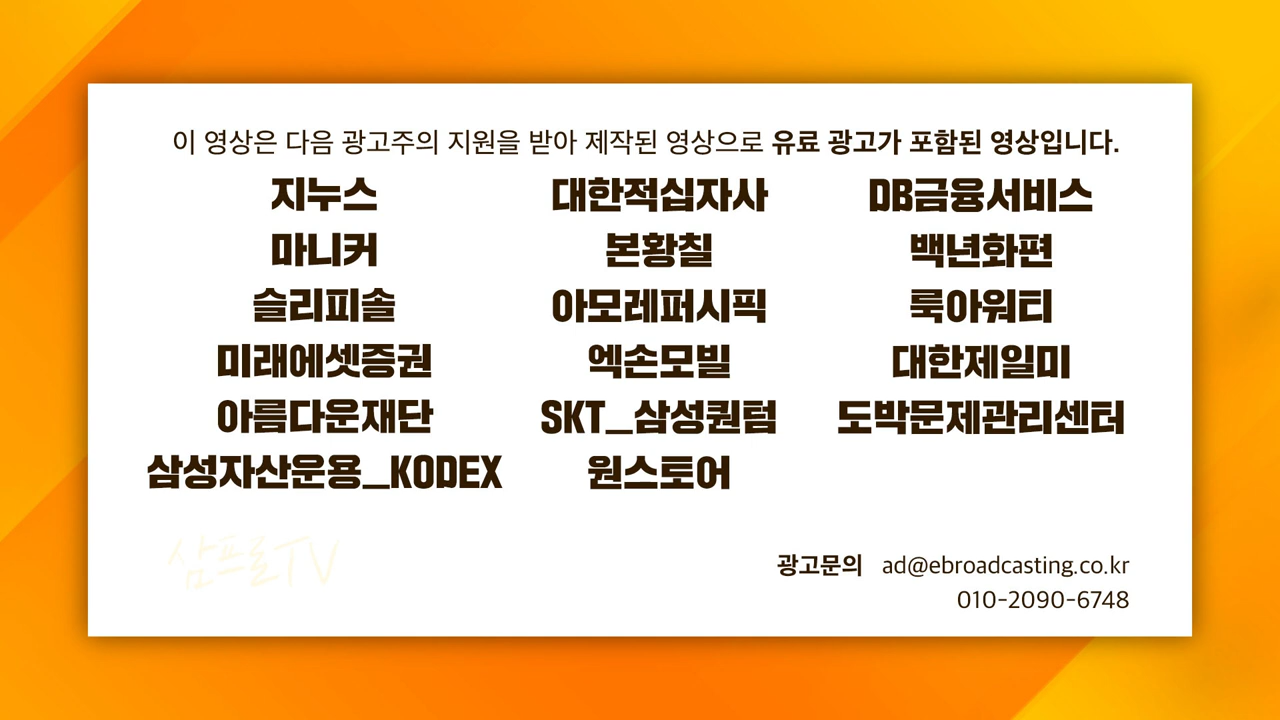 이 영상은 다음 광고주의 지원을 받아 제작된 영상으로 유료 광고가 포함된 영상입니다.
지누스 대한적십자사 DB금융서비스
마니커 본황칠 백년화편
슬리피솔 아모레퍼시픽 룩아워티
미래에셋증권 엑손모빌 대한제일미
아름다운재단 SKT_삼성퀀텀 도박문제관리센터
삼성자산운용_KODEX 원스토어
삼프로TV
광고문의 ad@ebroadcasting.co.kr
010-2090-6748